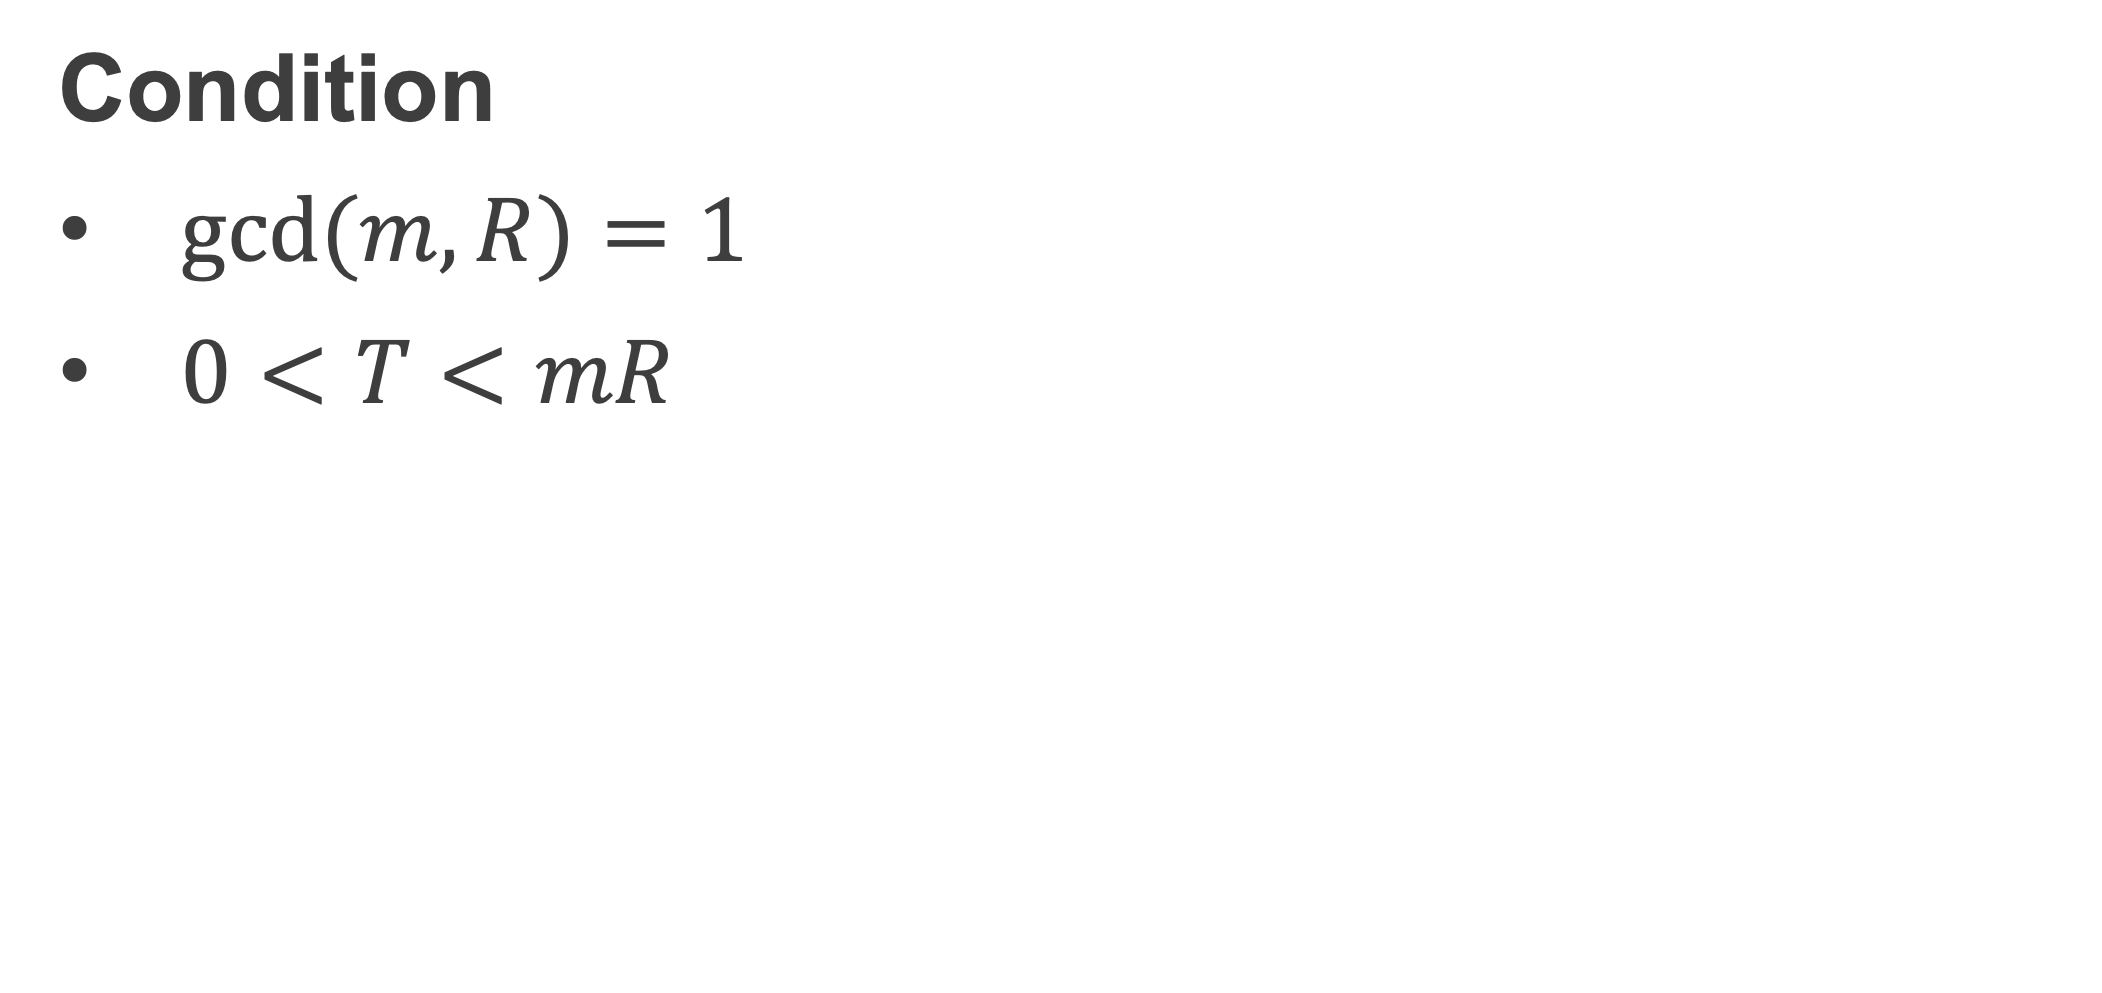 Condition
• gcd(m, R) = 1
• 0 < T < mR